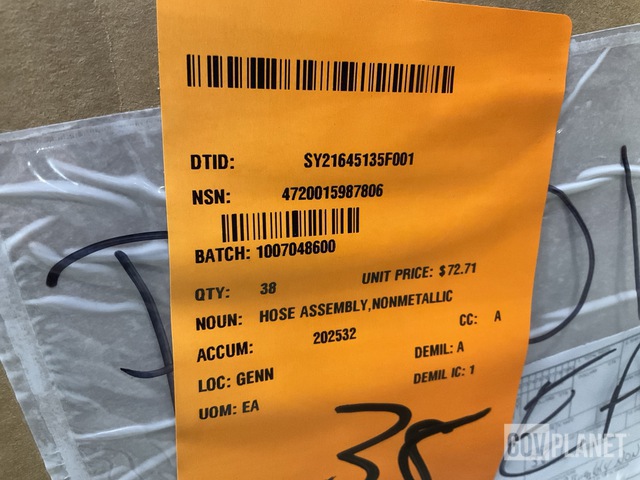 DTID: SY21645135F001
NSN: 4720015987806
BATCH: 1007048600
QTY: 38 UNIT PRICE: $72.71
NOUN: HOSE ASSEMBLY,NONMETALLIC
ACCUM: 202532 CC: A
LOC: GENN DEMIL: A
UOM: EA DEMIL IC: 1
38
GOVPLANET